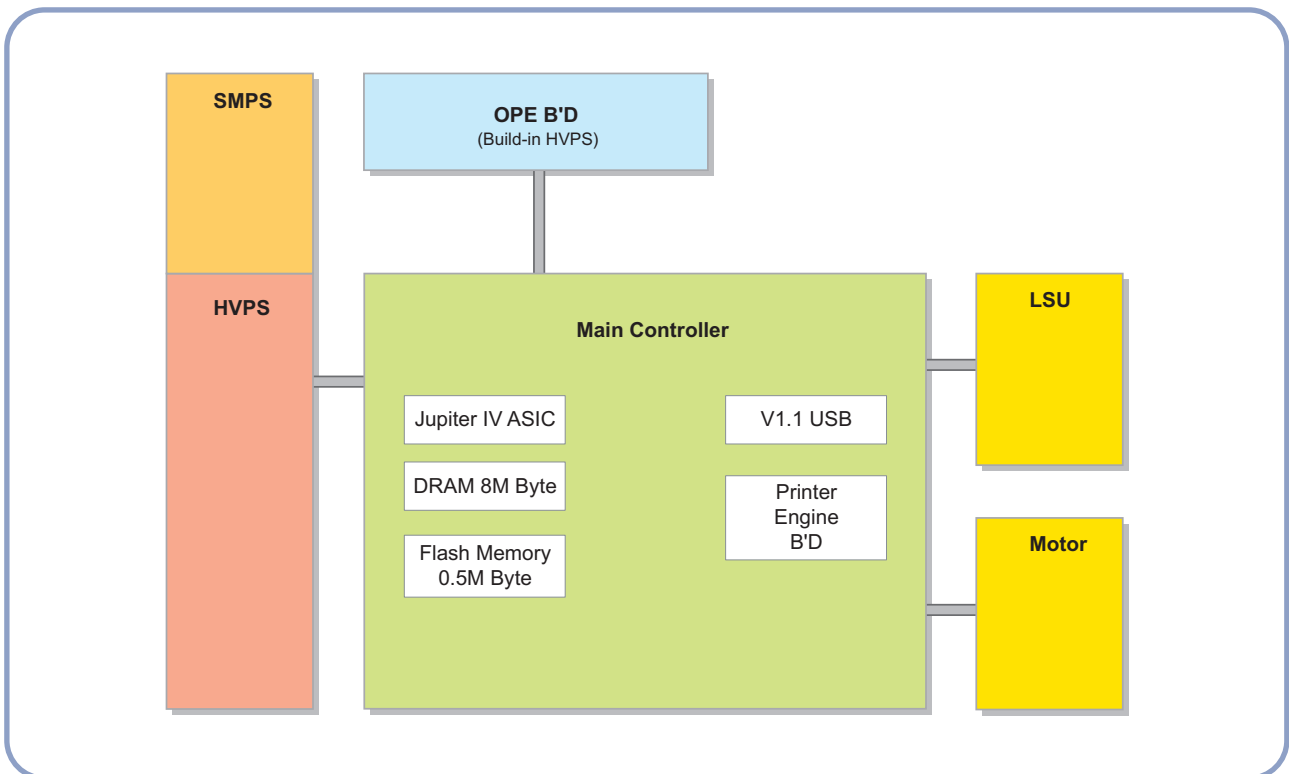 SMPS
OPE B'D
(Build-in HVPS)
HVPS
Main Controller
LSU
Jupiter IV ASIC
V1.1 USB
DRAM 8M Byte
Printer
Engine
B'D
Flash Memory
0.5M Byte
Motor